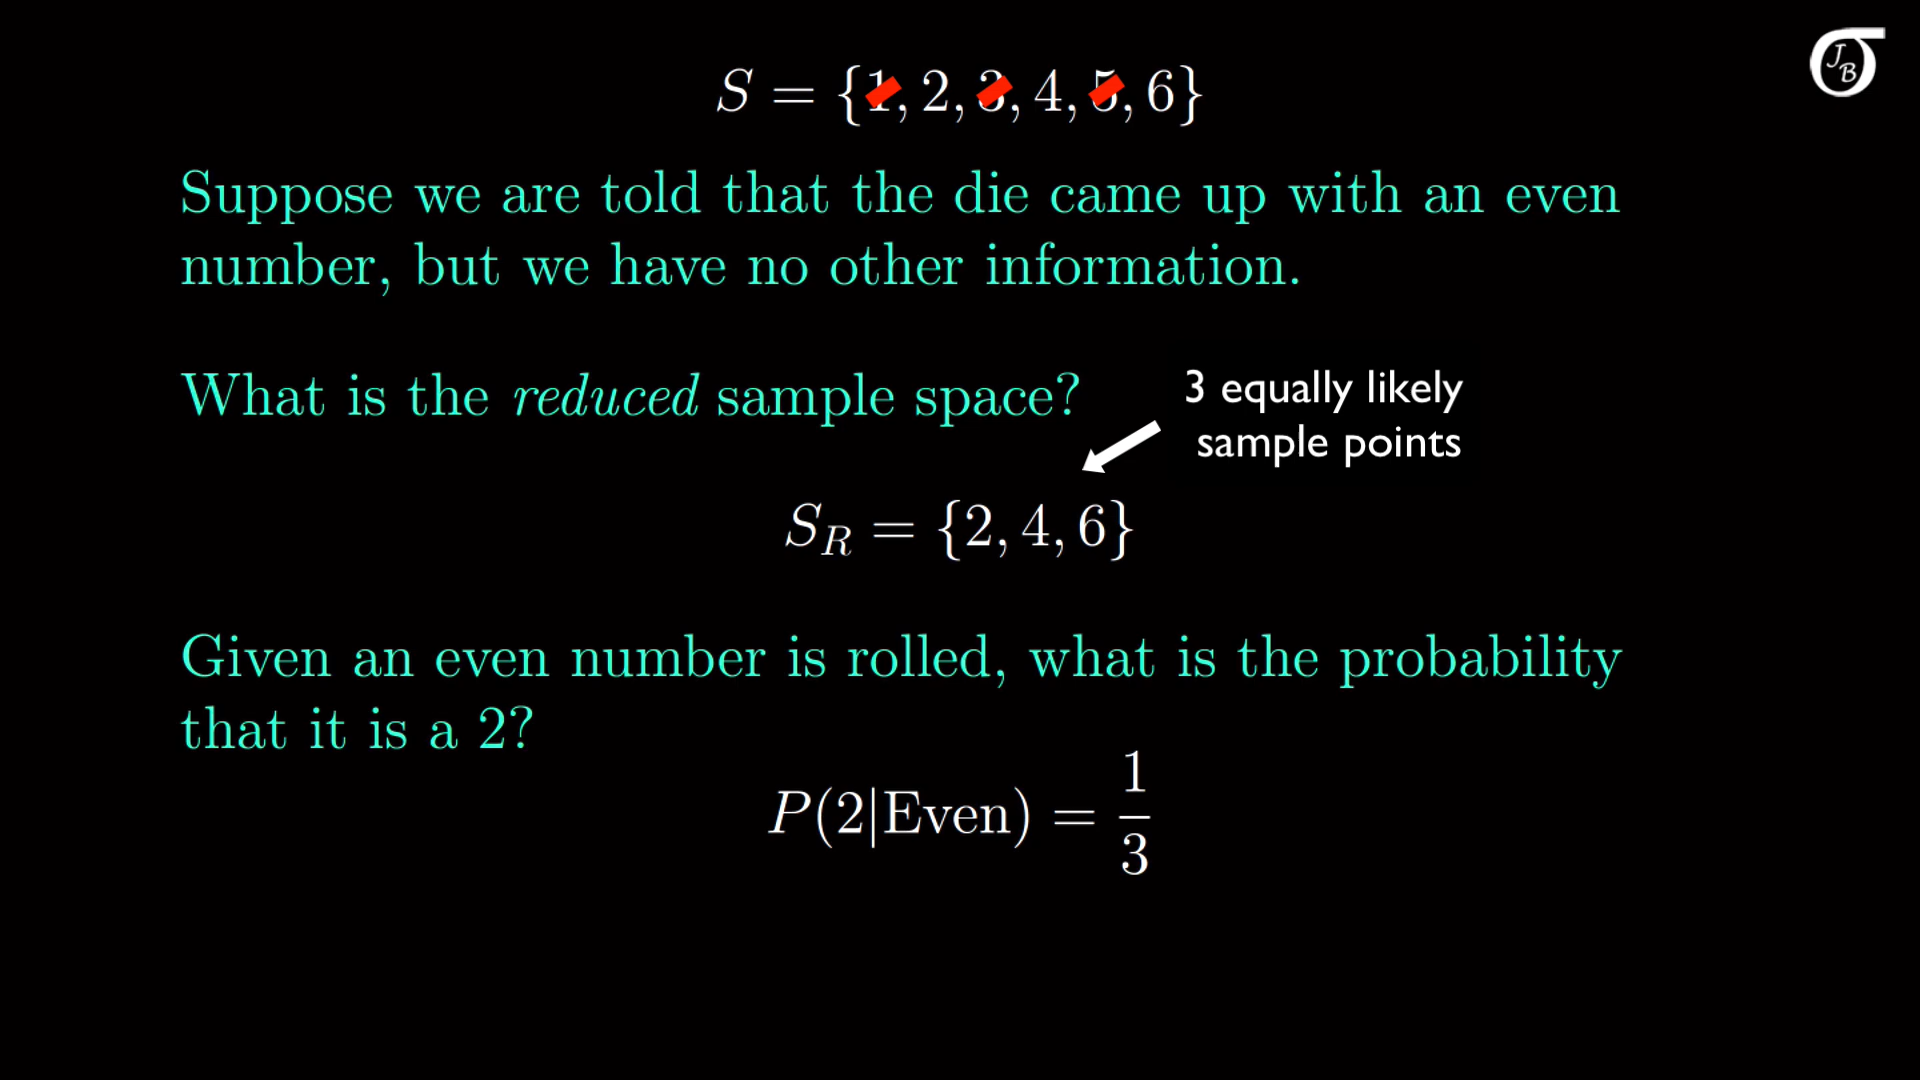 S = {1, 2, 3, 4, 5, 6}
Suppose we are told that the die came up with an even
number, but we have no other information.
What is the reduced sample space?
3 equally likely
sample points
S_R = {2, 4, 6}
Given an even number is rolled, what is the probability
that it is a 2?
P(2|Even) = 1/3
JB